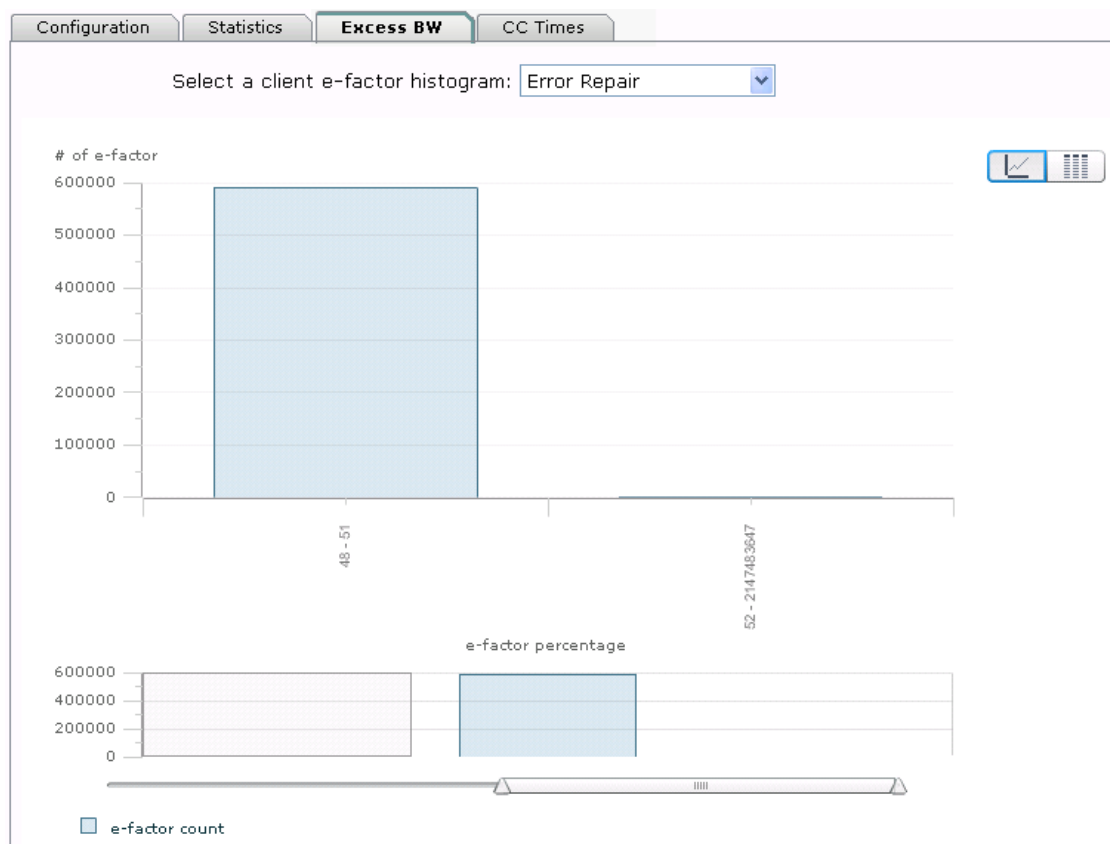 Configuration
Statistics
Excess BW
CC Times
Select a client e-factor histogram: Error Repair
# of e-factor
600000
500000
400000
300000
200000
100000
0
48 - 51
52 - 2147483647
e-factor percentage
600000
400000
200000
0
e-factor count